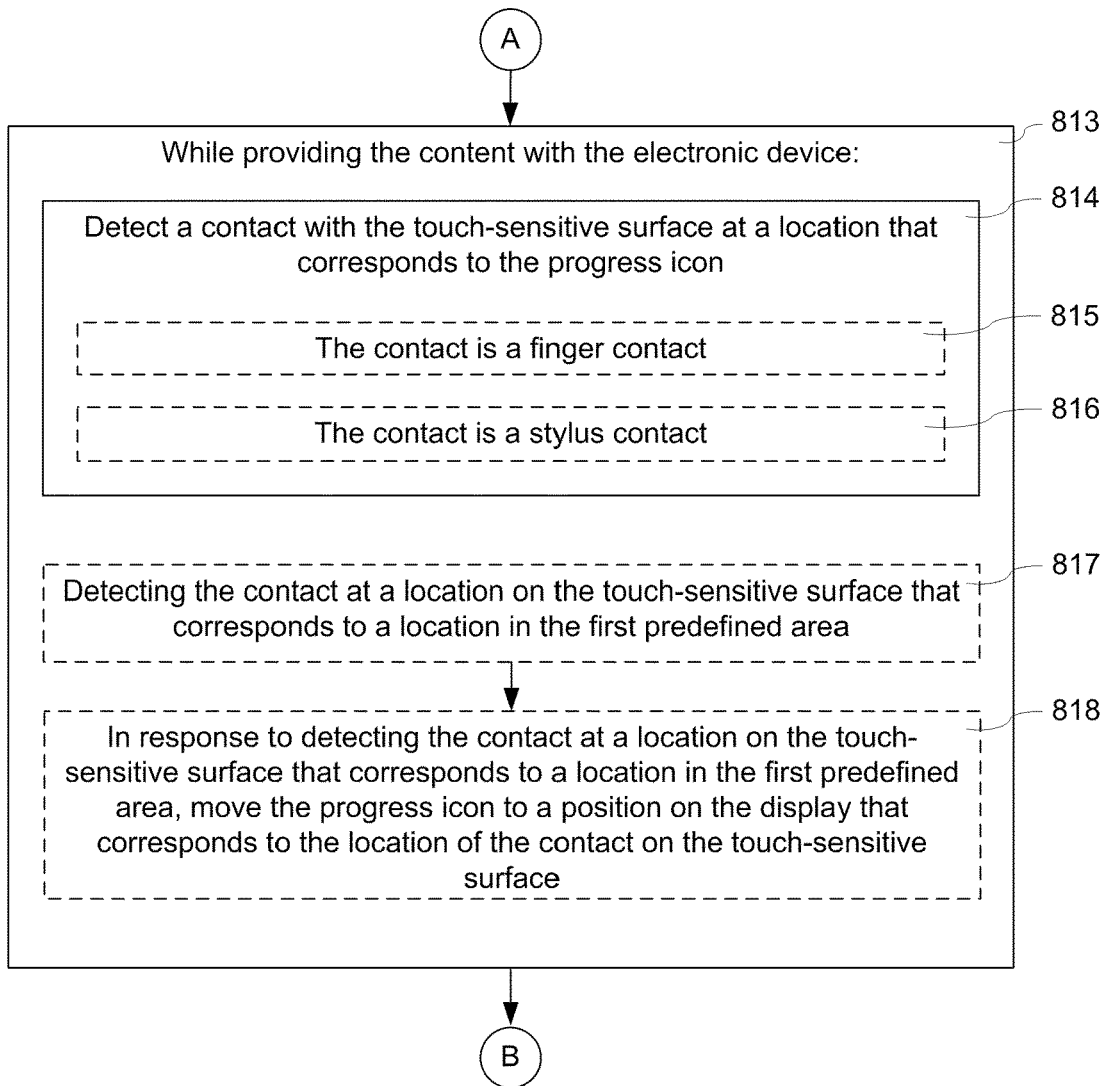 A
813
While providing the content with the electronic device:
814
Detect a contact with the touch-sensitive surface at a location that
corresponds to the progress icon
815
The contact is a finger contact
816
The contact is a stylus contact
817
Detecting the contact at a location on the touch-sensitive surface that
corresponds to a location in the first predefined area
818
In response to detecting the contact at a location on the touch-
sensitive surface that corresponds to a location in the first predefined
area, move the progress icon to a position on the display that
corresponds to the location of the contact on the touch-sensitive
surface
B